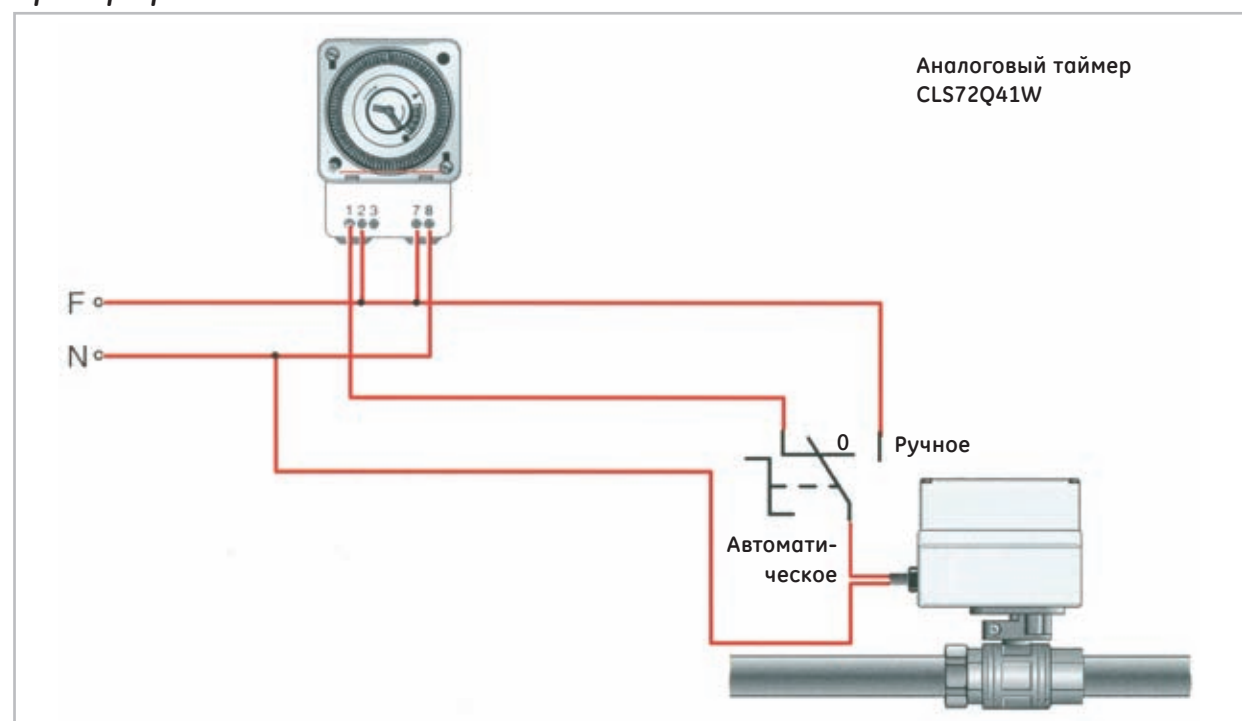 Аналоговый таймер
CLS72Q41W
1 2 3 7 8
F
N
0 Ручное
Автомати-
ческое